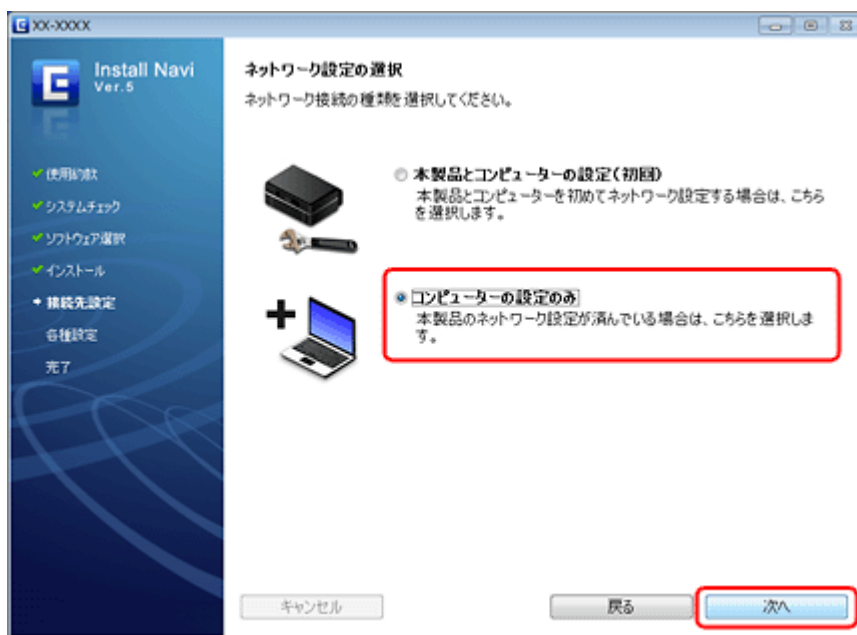 XX-XXXX
Install Navi
Ver.5
使用約款
システムチェック
ソフトウェア選択
インストール
接続先設定
各種設定
完了
ネットワーク設定の選択
ネットワーク接続の種類を選択してください。
本製品とコンピューターの設定(初回)
本製品とコンピューターを初めてネットワーク設定する場合は、こちら
を選択します。
コンピューターの設定のみ
本製品のネットワーク設定が済んでいる場合は、こちらを選択しま
す。
キャンセル
戻る
次へ